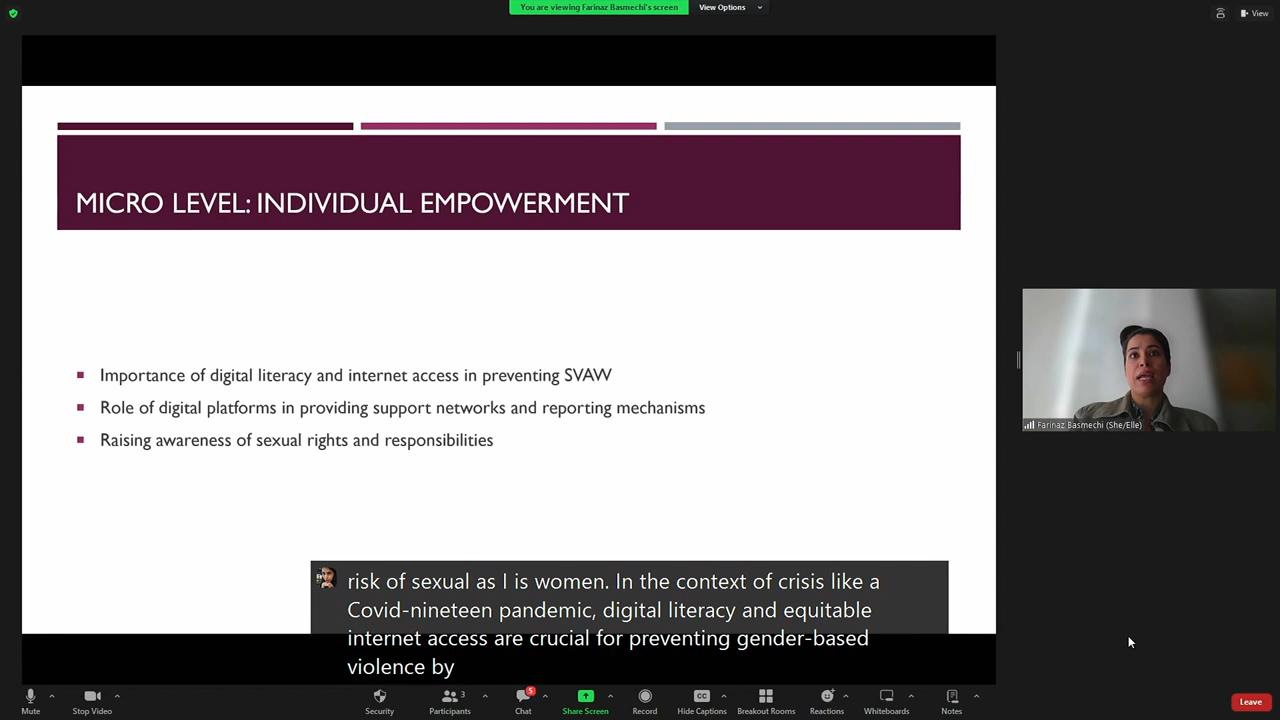 You are viewing Farinaz Basmechi's screen
View Options
View
MICRO LEVEL: INDIVIDUAL EMPOWERMENT
Importance of digital literacy and internet access in preventing SVAW
Role of digital platforms in providing support networks and reporting mechanisms
Raising awareness of sexual rights and responsibilities
Farinaz Basmechi (She/Elle)
risk of sexual as I is women. In the context of crisis like a
Covid-nineteen pandemic, digital literacy and equitable
internet access are crucial for preventing gender-based
violence by
Mute
Stop Video
Security
Participants
3
Chat
5
Share Screen
Record
CC
Hide Captions
Breakout Rooms
Reactions
Whiteboards
Notes
Leave